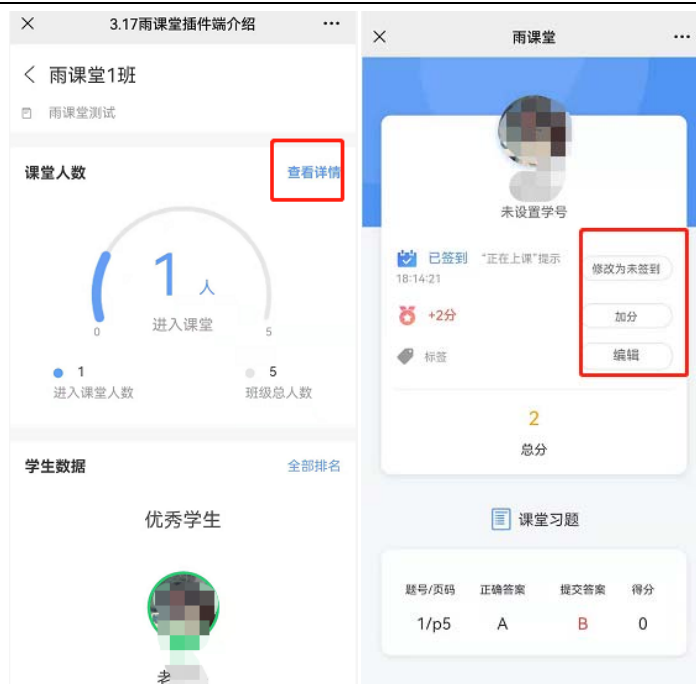 3.17雨课堂插件端介绍
雨课堂1班
雨课堂测试
课堂人数
查看详情
1人
进入课堂
0
5
1
进入课堂人数
5
班级总人数
学生数据
全部排名
优秀学生
老
雨课堂
未设置学号
已签到 “正在上课”提示
18:14:21
修改为未签到
+2分
加分
标签
编辑
2
总分
课堂习题
题号/页码 正确答案 提交答案 得分
1/p5 A B 0